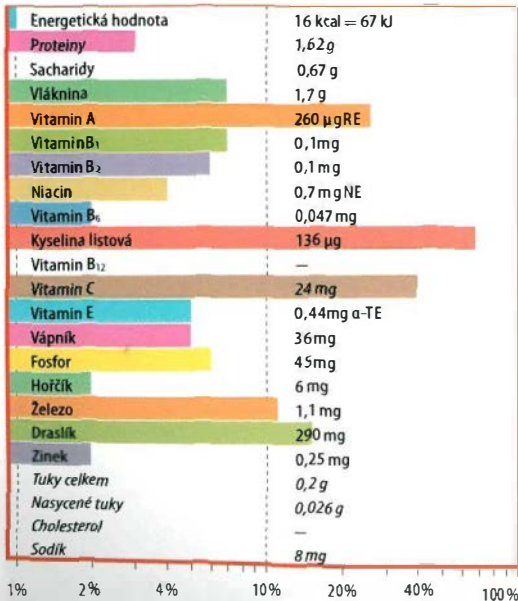 Energetická hodnota 16 kcal = 67 kJ
Proteiny 1,62 g
Sacharidy 0,67 g
Vláknina 1,7 g
Vitamin A 260 µg RE
Vitamin B₁ 0,1 mg
Vitamin B₂ 0,1 mg
Niacin 0,7 mg NE
Vitamin B₆ 0,047 mg
Kyselina listová 136 µg
Vitamin B₁₂ —
Vitamin C 24 mg
Vitamin E 0,44 mg α-TE
Vápník 36 mg
Fosfor 45 mg
Hořčík 6 mg
Železo 1,1 mg
Draslík 290 mg
Zinek 0,25 mg
Tuky celkem 0,2 g
Nasycené tuky 0,026 g
Cholesterol —
Sodík 8 mg
1% 2% 4% 10% 20% 40% 100%